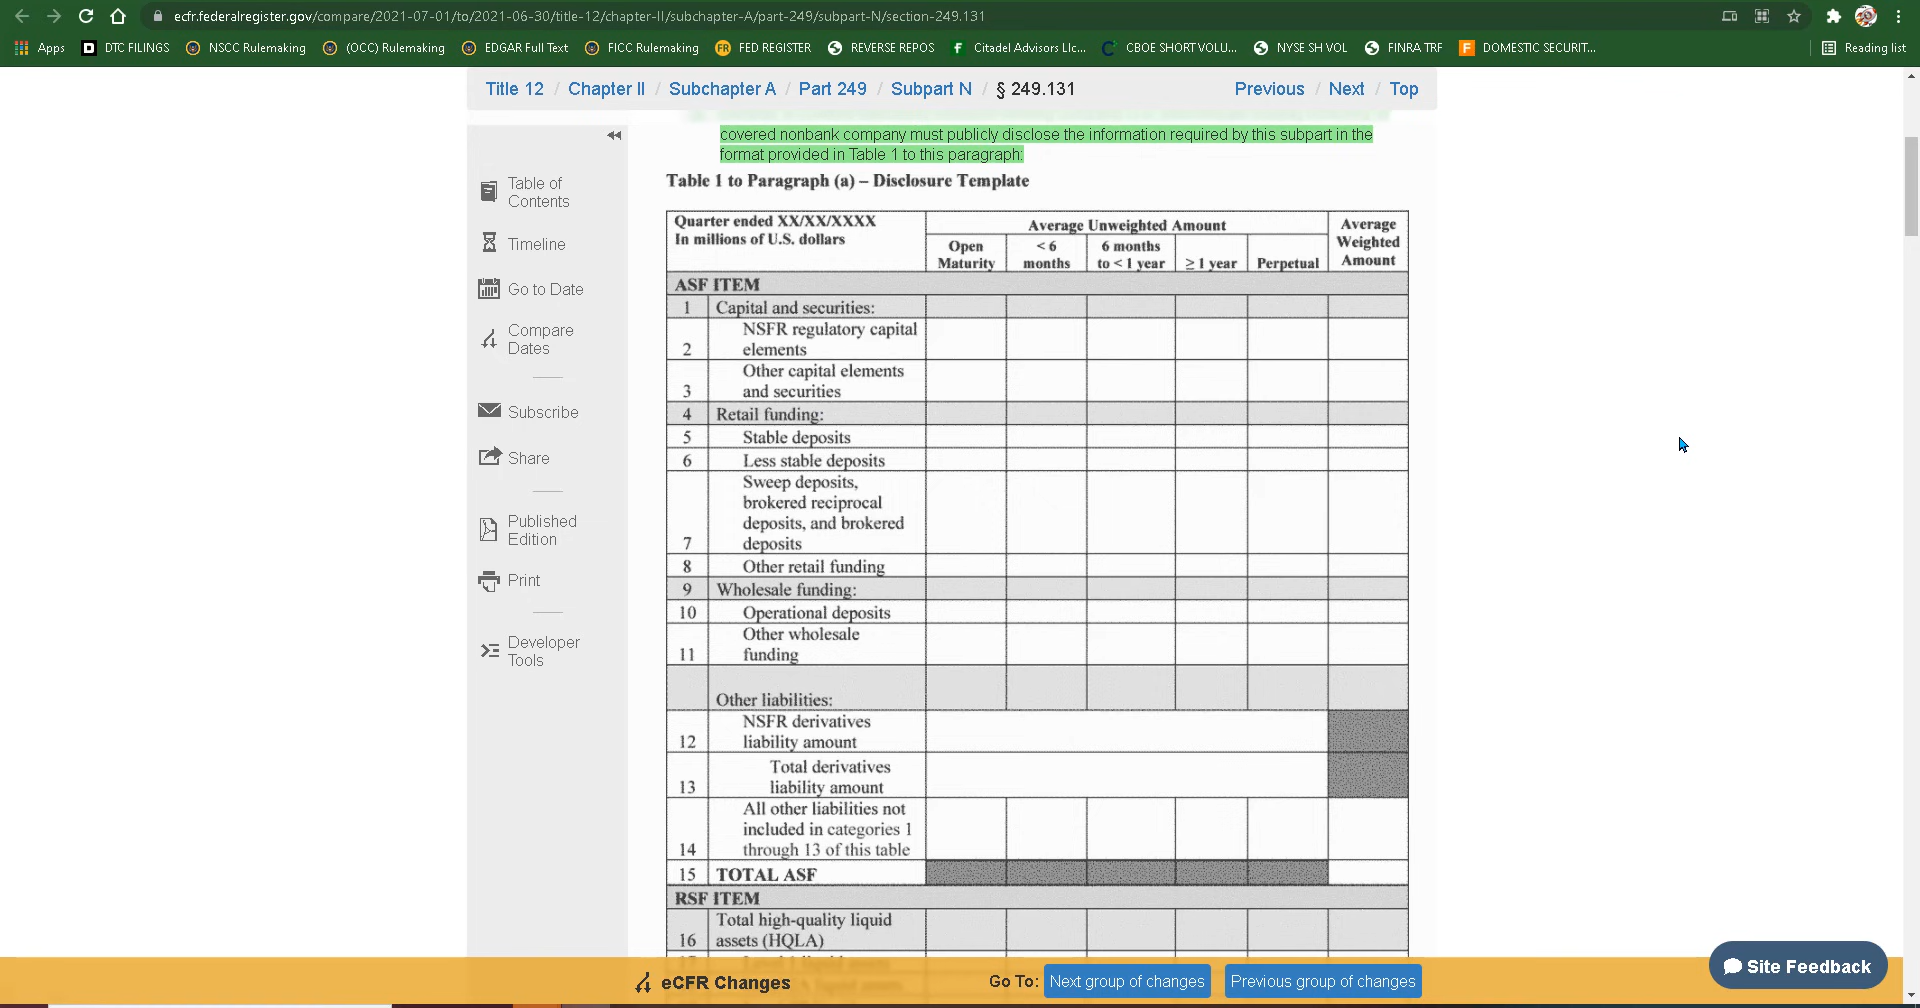 ecfr.federalregister.gov/compare/2021-07-01/to/2021-06-30/title-12/chapter-II/subchapter-A/part-249/subpart-N/section-249.131
Apps DTC FILINGS NSCC Rulemaking (OCC) Rulemaking EDGAR Full Text FICC Rulemaking FR FED REGISTER REVERSE REPOS Citadel Advisors Llc... CBOE SHORT VOLU... NYSE SH VOL FINRA TRF DOMESTIC SECURIT... Reading list
Title 12 / Chapter II / Subchapter A / Part 249 / Subpart N / § 249.131 Previous / Next / Top
Table of
Contents
Timeline
Go to Date
Compare
Dates
Subscribe
Share
Published
Edition
Print
Developer
Tools
covered nonbank company must publicly disclose the information required by this subpart in the
format provided in Table 1 to this paragraph:
Table 1 to Paragraph (a) – Disclosure Template
Quarter ended XX/XX/XXXX
In millions of U.S. dollars
Average Unweighted Amount
Open
Maturity
< 6
months
6 months
to < 1 year
≥ 1 year
Perpetual
Average
Weighted
Amount
ASF ITEM
1 Capital and securities:
NSFR regulatory capital
2 elements
Other capital elements
3 and securities
4 Retail funding:
5 Stable deposits
6 Less stable deposits
Sweep deposits,
brokered reciprocal
deposits, and brokered
7 deposits
8 Other retail funding
9 Wholesale funding:
10 Operational deposits
Other wholesale
11 funding
Other liabilities:
NSFR derivatives
12 liability amount
Total derivatives
13 liability amount
All other liabilities not
included in categories 1
14 through 13 of this table
15 TOTAL ASF
RSF ITEM
Total high-quality liquid
16 assets (HQLA)
eCFR Changes Go To: Next group of changes Previous group of changes
Site Feedback